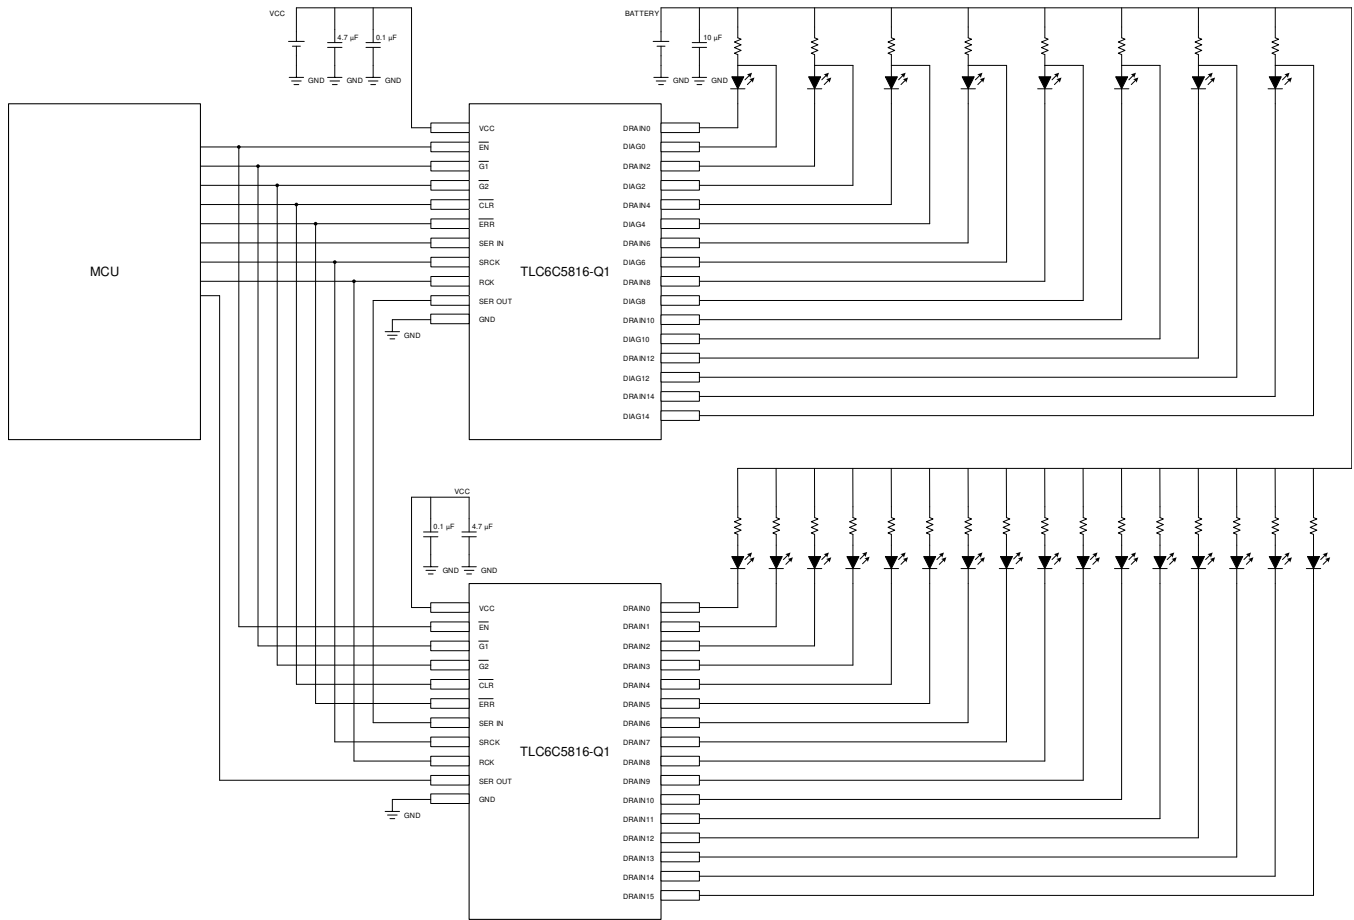 VCC
BATTERY
4.7 µF
0.1 µF
10 µF
GND
GND
GND
GND
GND
MCU
TLC6C5816-Q1
VCC
EN
G1
G2
CLR
ERR
SER IN
SRCK
RCK
SER OUT
GND
GND
DRAIN0
DIAG0
DRAIN2
DIAG2
DRAIN4
DIAG4
DRAIN6
DIAG6
DRAIN8
DIAG8
DRAIN10
DIAG10
DRAIN12
DIAG12
DRAIN14
DIAG14
VCC
0.1 µF
4.7 µF
GND
GND
TLC6C5816-Q1
VCC
EN
G1
G2
CLR
ERR
SER IN
SRCK
RCK
SER OUT
GND
GND
DRAIN0
DRAIN1
DRAIN2
DRAIN3
DRAIN4
DRAIN5
DRAIN6
DRAIN7
DRAIN8
DRAIN9
DRAIN10
DRAIN11
DRAIN12
DRAIN13
DRAIN14
DRAIN15